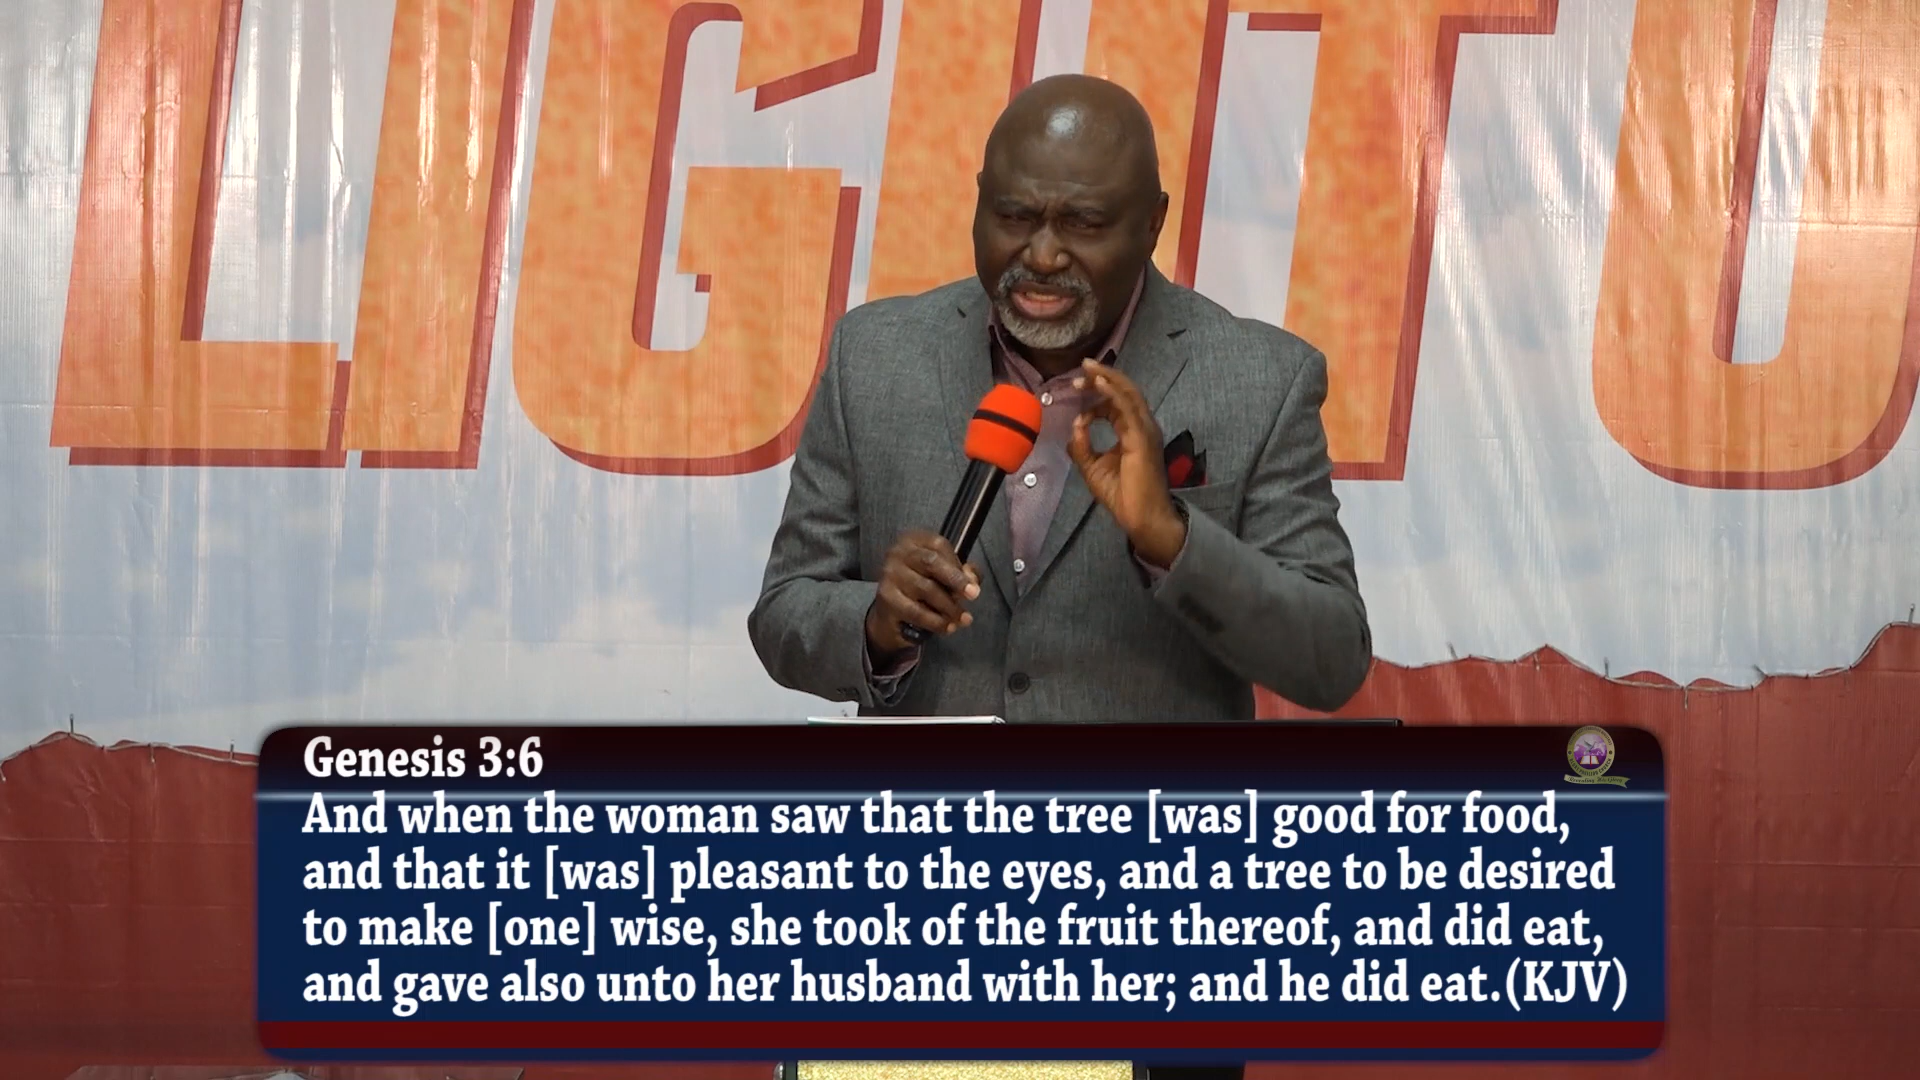 LIGHT O
Genesis 3:6
And when the woman saw that the tree [was] good for food,
and that it [was] pleasant to the eyes, and a tree to be desired
to make [one] wise, she took of the fruit thereof, and did eat,
and gave also unto her husband with her; and he did eat.(KJV)